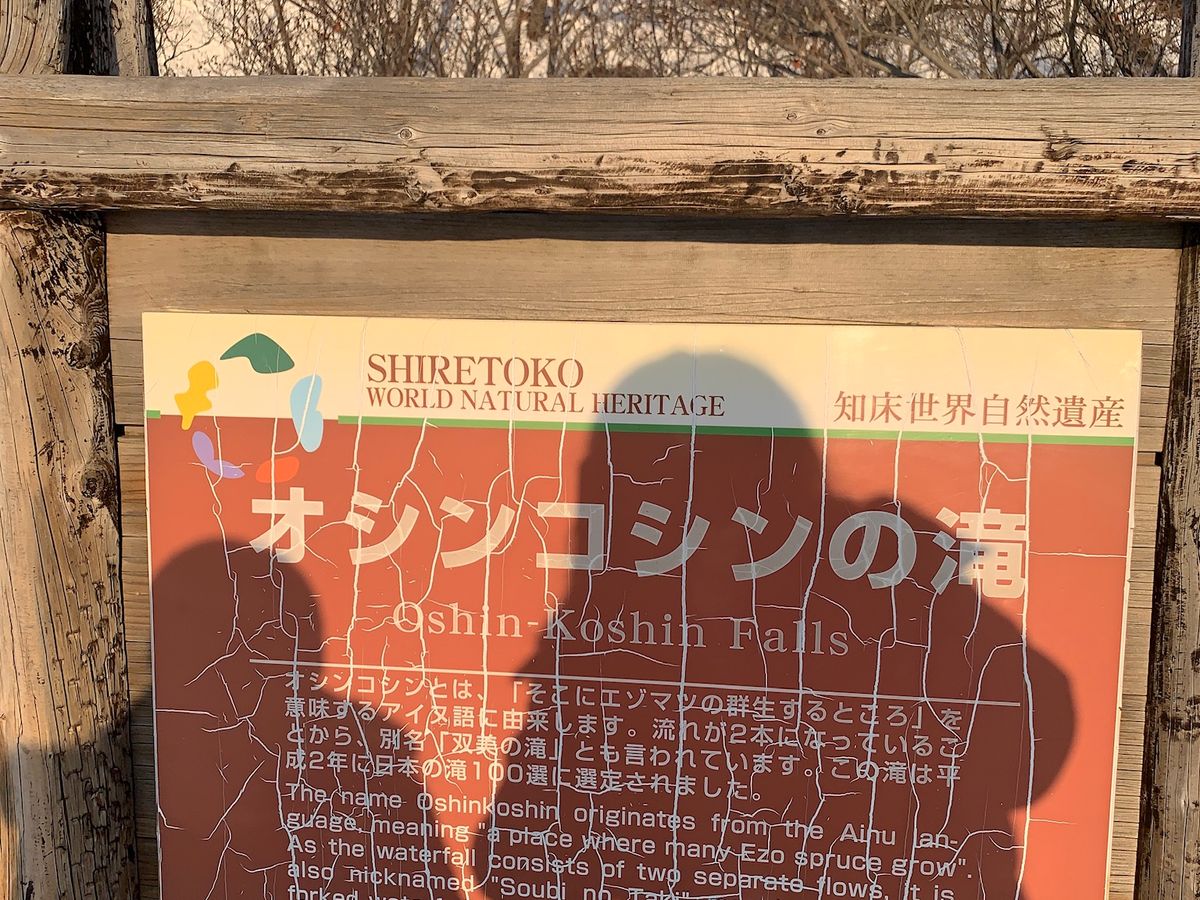 SHIRETOKO
WORLD NATURAL HERITAGE
知床世界自然遺産
オシンコシンの滝
Oshin-Koshin Falls
オシンコシンとは、「そこにエゾマツの群生するところ」を
意味するアイヌ語に由来します。流れが2本になっているこ
とから、別名「双美の滝」とも言われています。この滝は平
成2年に日本の滝100選に選定されました。
The name Oshinkoshin originates from the Ainu lan-
guage, meaning "a place where many Ezo spruce grow".
As the waterfall consists of two separate flows, it is
also nicknamed "Soubi no Taki"